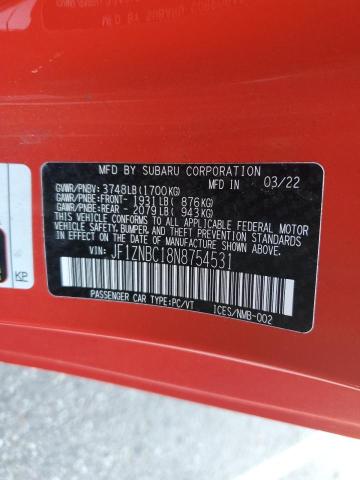 MFD BY SUBARU CORPORATION
GVWR/PNBV: 3748LB(1700KG) MFD IN 03/22
GAWR/PNBE:FRONT- 1931LB( 876KG)
GAWR/PNBE:REAR - 2079LB( 943KG)
THIS VEHICLE CONFORMS TO ALL APPLICABLE FEDERAL MOTOR
VEHICLE SAFETY, BUMPER, AND THEFT PREVENTION STANDARDS
IN EFFECT ON THE DATE OF MANUFACTURE SHOWN ABOVE.
VIN: JF1ZNBC18N8754531
PASSENGER CAR TYPE:PC/VT ICES/NMB-002
KP